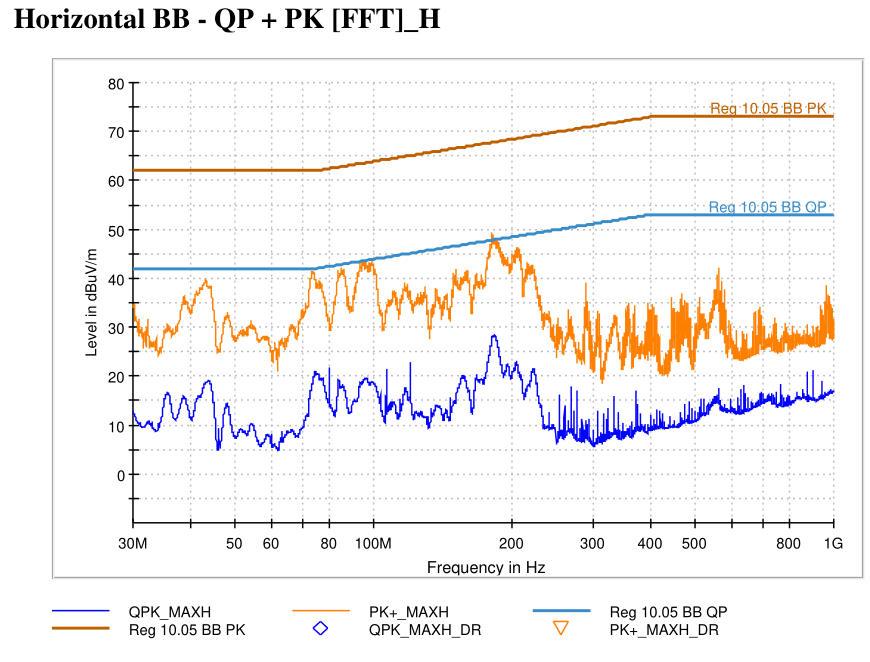 Horizontal BB - QP + PK [FFT]_H
80
Reg 10.05 BB PK
70
60
Reg 10.05 BB QP
50
40
Level in dBuV/m
30
20
10
0
30M 50 60 80 100M 200 300 400 500 800 1G
Frequency in Hz
QPK_MAXH PK+_MAXH Reg 10.05 BB QP
Reg 10.05 BB PK QPK_MAXH_DR PK+_MAXH_DR